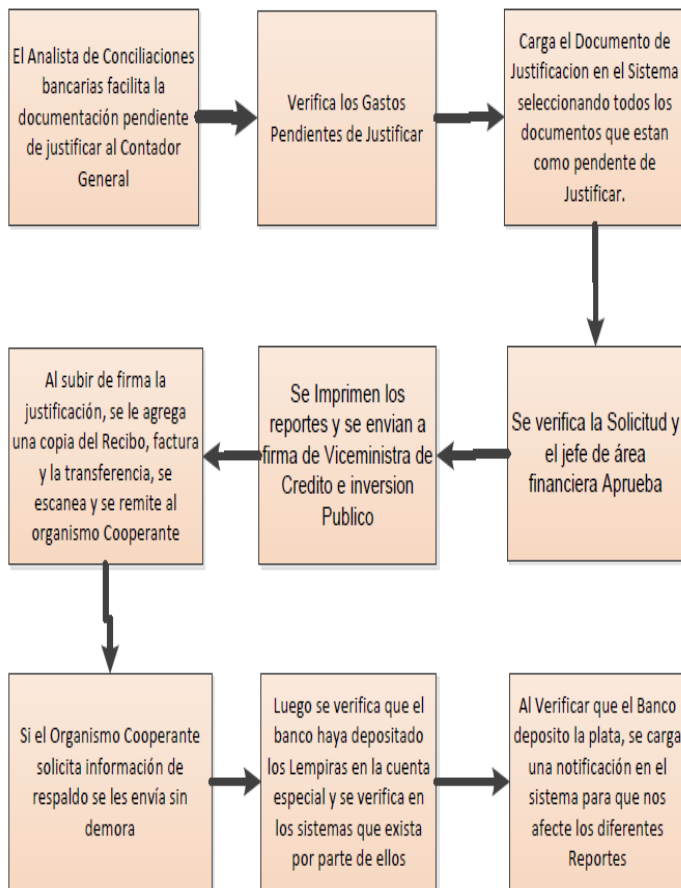 El Analista de Conciliaciones
bancarias facilita la
documentación pendiente
de justificar al Contador
General
Verifica los Gastos
Pendientes de Justificar
Carga el Documento de
Justificacion en el Sistema
seleccionando todos los
documentos que estan
como pendente de
Justificar.
Se verifica la Solicitud y
el jefe de área
financiera Aprueba
Se Imprimen los
reportes y se envian a
firma de Viceministra de
Credito e inversion
Publico
Al subir de firma la
justificación, se le agrega
una copia del Recibo, factura
y la transferencia, se
escanea y se remite al
organismo Cooperante
Si el Organismo Cooperante
solicita información de
respaldo se les envía sin
demora
Luego se verifica que el
banco haya depositado
los Lempiras en la cuenta
especial y se verifica en
los sistemas que exista
por parte de ellos
Al Verificar que el Banco
deposito la plata, se carga
una notificación en el
sistema para que nos
afecte los diferentes
Reportes